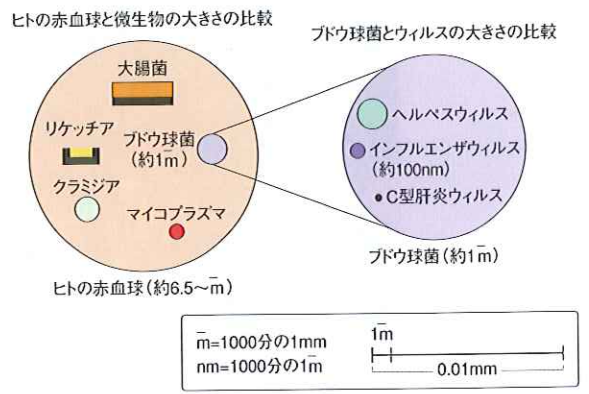 ヒトの赤血球と微生物の大きさの比較
ブドウ球菌とウィルスの大きさの比較
大腸菌
リケッチア
ブドウ球菌
(約1m̅)
クラミジア
マイコプラズマ
ヒトの赤血球(約6.5〜m̅)
ヘルペスウィルス
インフルエンザウィルス
(約100nm)
C型肝炎ウィルス
ブドウ球菌(約1m̅)
m̅=1000分の1mm
nm=1000分の1m̅
1m̅
0.01mm